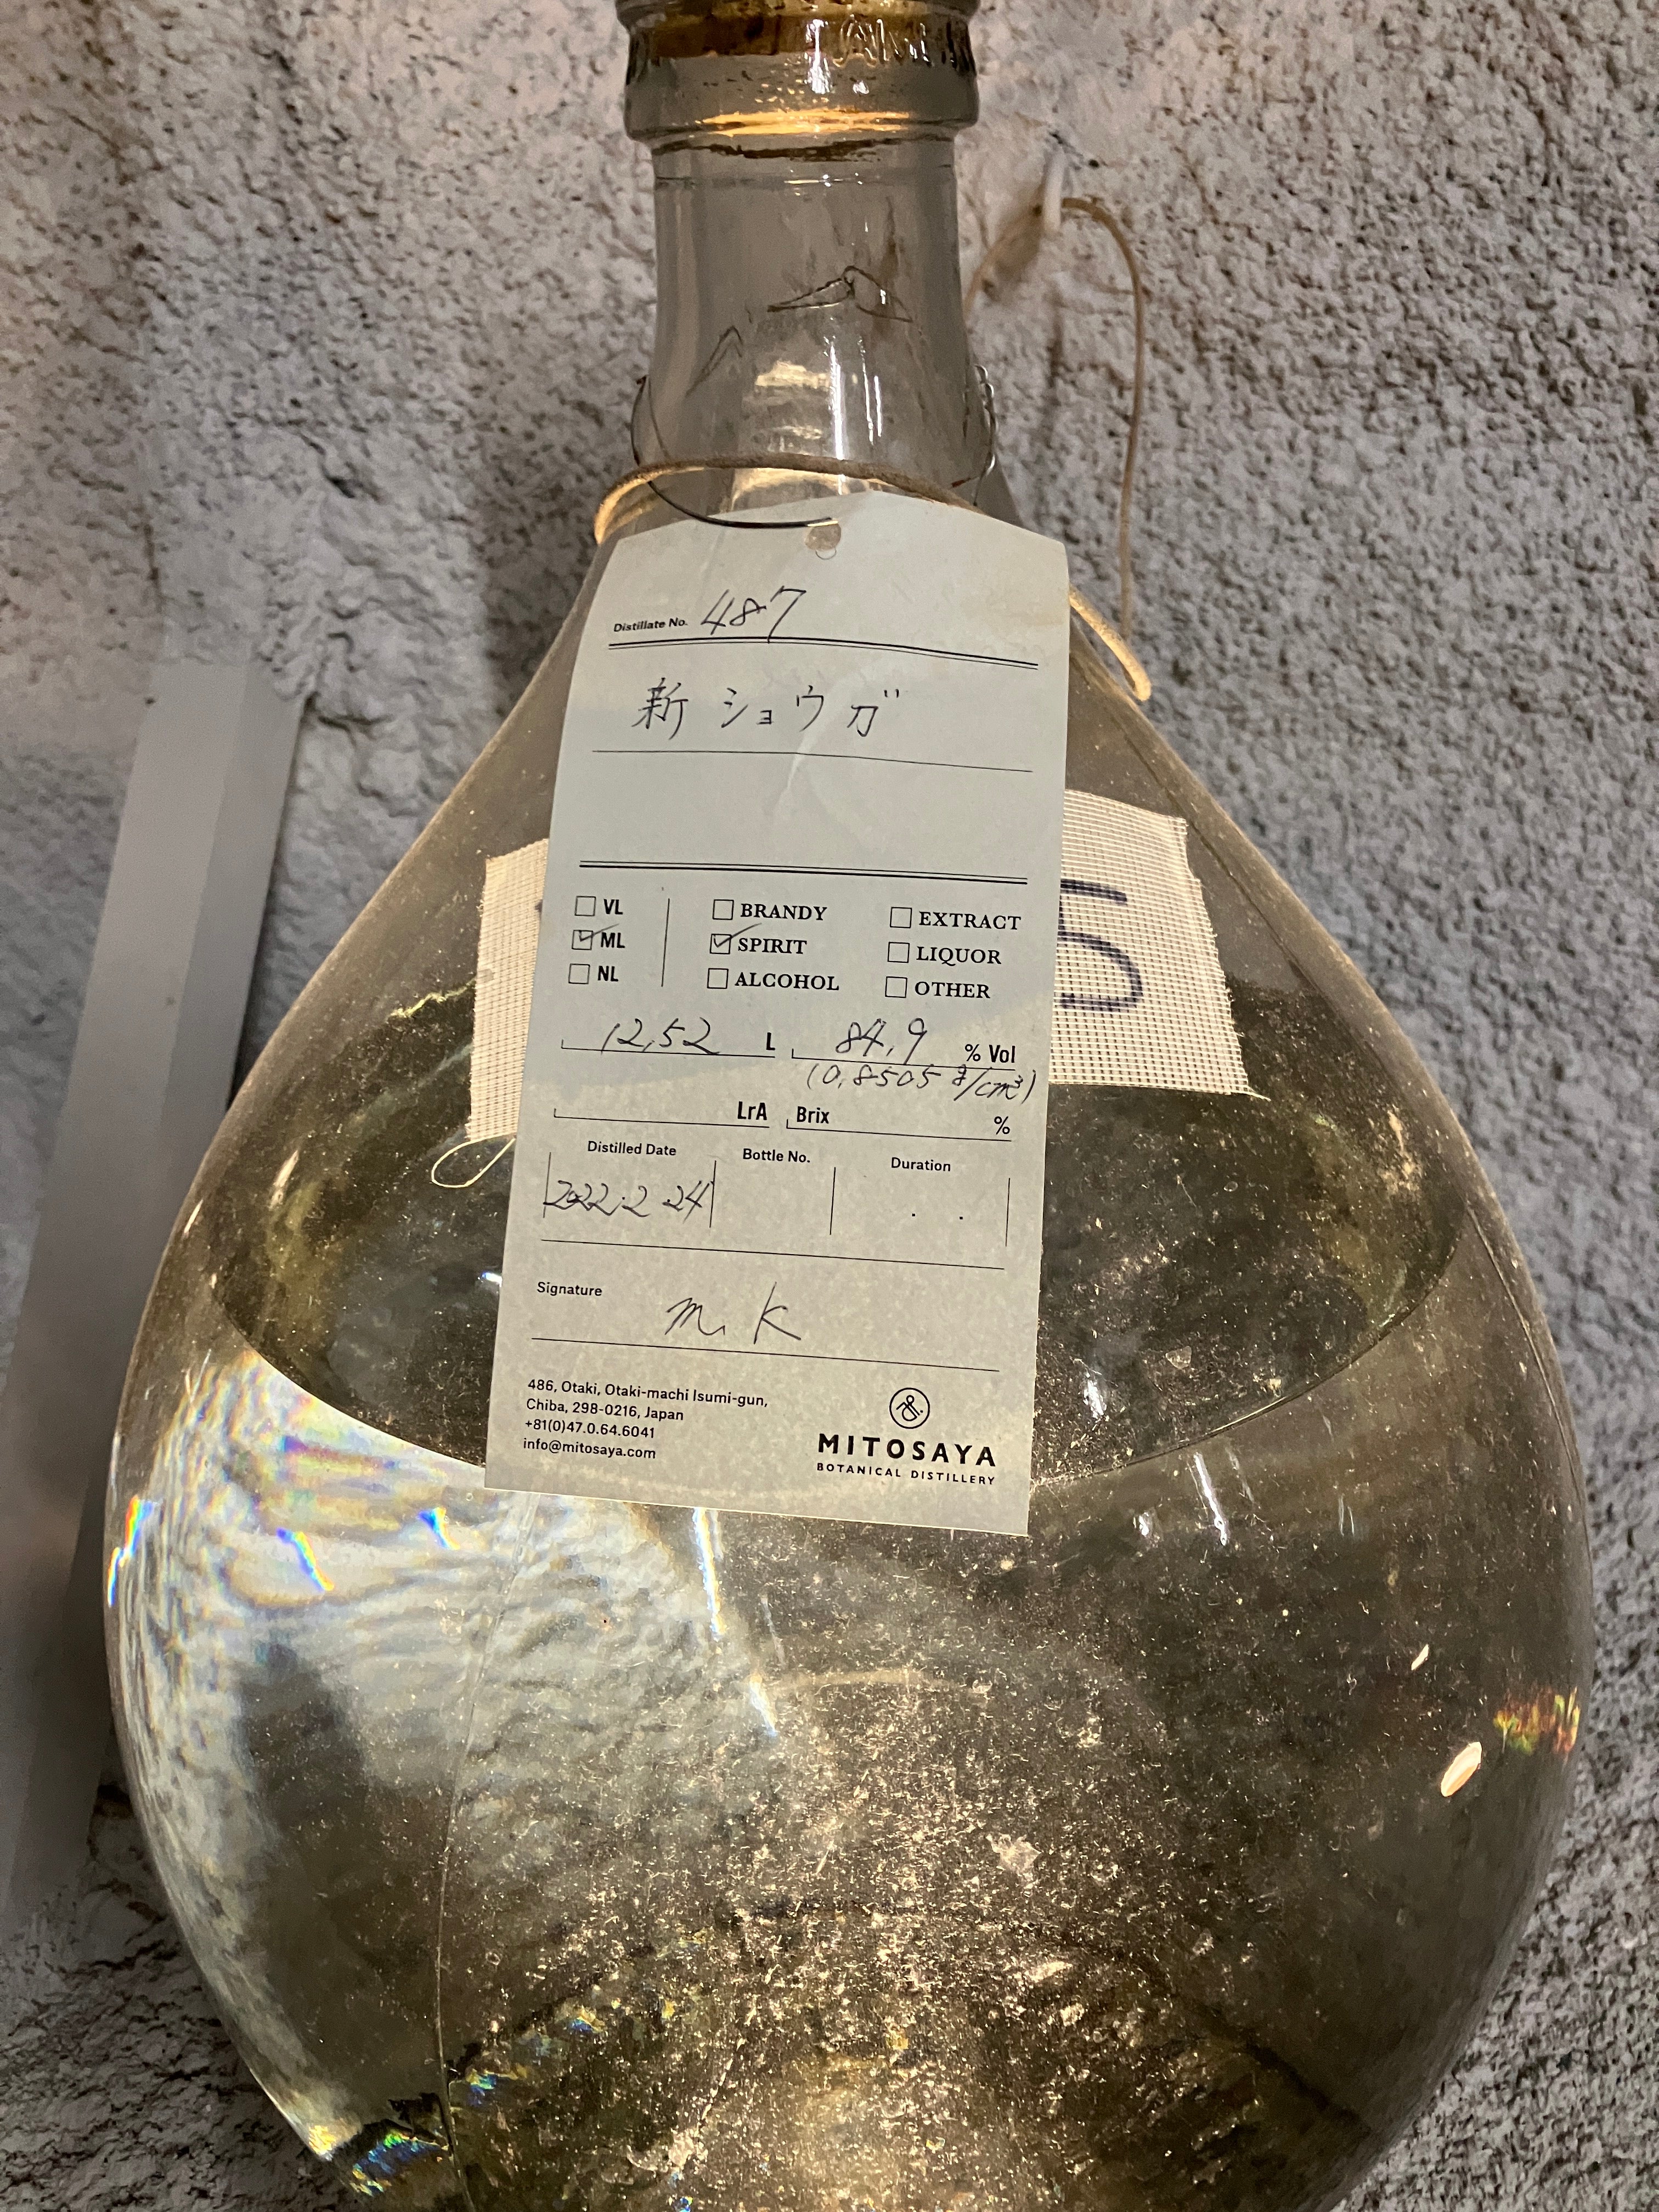 Distillate No. 487
新ショウガ
VL BRANDY EXTRACT
ML SPIRIT LIQUOR
NL ALCOHOL OTHER
12,52 L 84,9 % Vol
(0,8505 g/cm³)
LrA Brix %
Distilled Date Bottle No. Duration
2022.2.24 . .
Signature m. k
486, Otaki, Otaki-machi Isumi-gun,
Chiba, 298-0216, Japan
+81(0)47.0.64.6041
info@mitosaya.com
MITOSAYA
BOTANICAL DISTILLERY
5